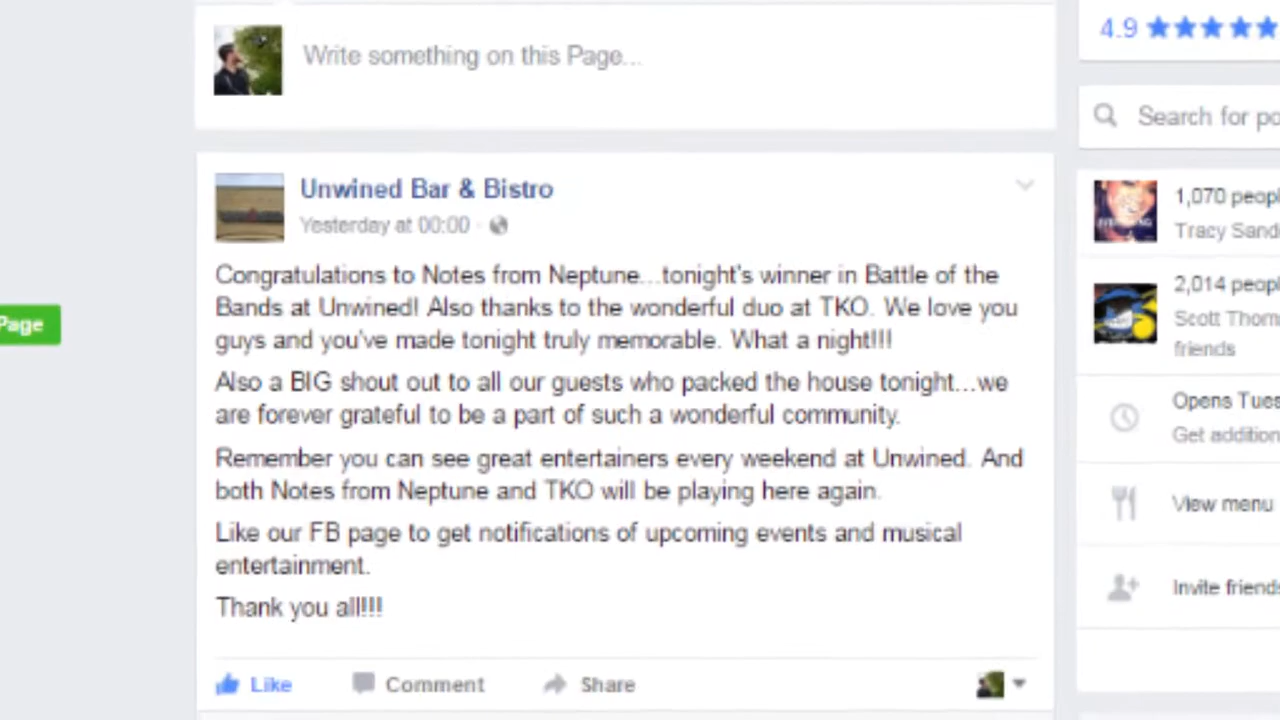 Write something on this Page...
4.9
Search for po
Unwined Bar & Bistro
Yesterday at 00:00
Congratulations to Notes from Neptune...tonight's winner in Battle of the
Bands at Unwined! Also thanks to the wonderful duo at TKO. We love you
guys and you've made tonight truly memorable. What a night!!!
Also a BIG shout out to all our guests who packed the house tonight...we
are forever grateful to be a part of such a wonderful community.
Remember you can see great entertainers every weekend at Unwined. And
both Notes from Neptune and TKO will be playing here again.
Like our FB page to get notifications of upcoming events and musical
entertainment.
Thank you all!!!
Like Comment Share
Page
1,070 peopl
Tracy Sand
2,014 peopl
Scott Thom
friends
Opens Tues
Get addition
View menu
Invite friends